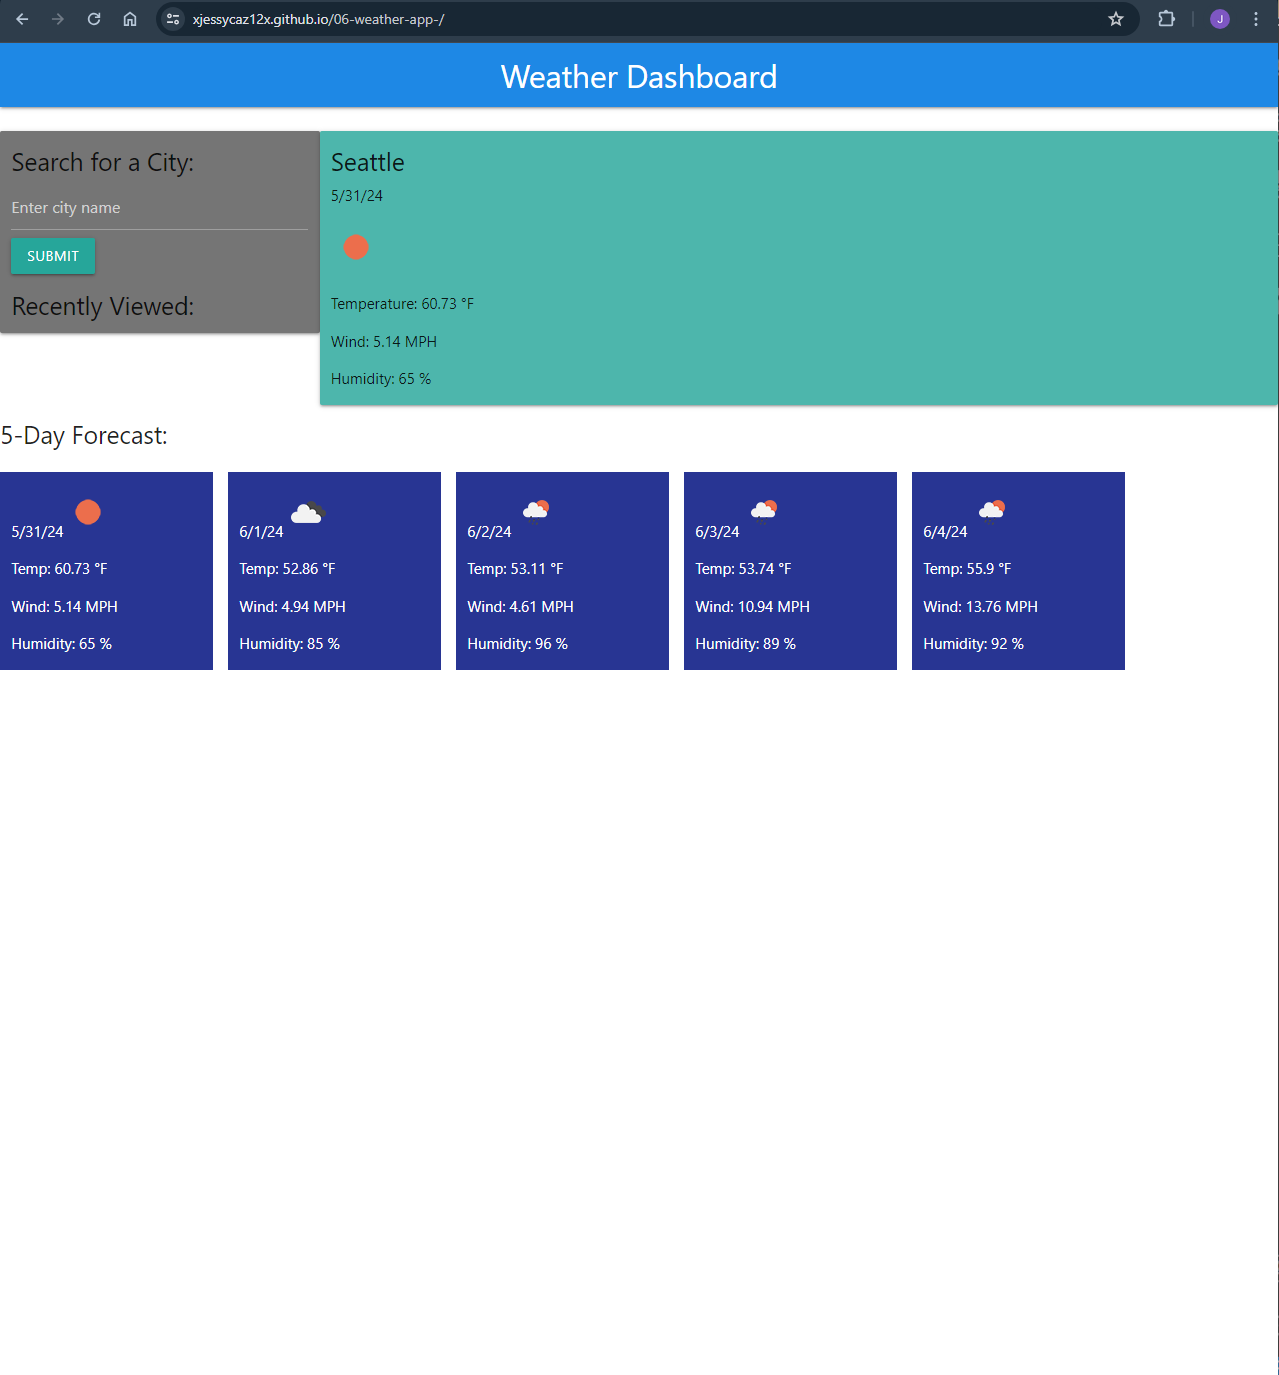 xjessycaz12x.github.io/06-weather-app-/
J
Weather Dashboard
Search for a City:
Enter city name
SUBMIT
Recently Viewed:
Seattle
5/31/24
Temperature: 60.73 °F
Wind: 5.14 MPH
Humidity: 65 %
5-Day Forecast:
5/31/24
Temp: 60.73 °F
Wind: 5.14 MPH
Humidity: 65 %
6/1/24
Temp: 52.86 °F
Wind: 4.94 MPH
Humidity: 85 %
6/2/24
Temp: 53.11 °F
Wind: 4.61 MPH
Humidity: 96 %
6/3/24
Temp: 53.74 °F
Wind: 10.94 MPH
Humidity: 89 %
6/4/24
Temp: 55.9 °F
Wind: 13.76 MPH
Humidity: 92 %